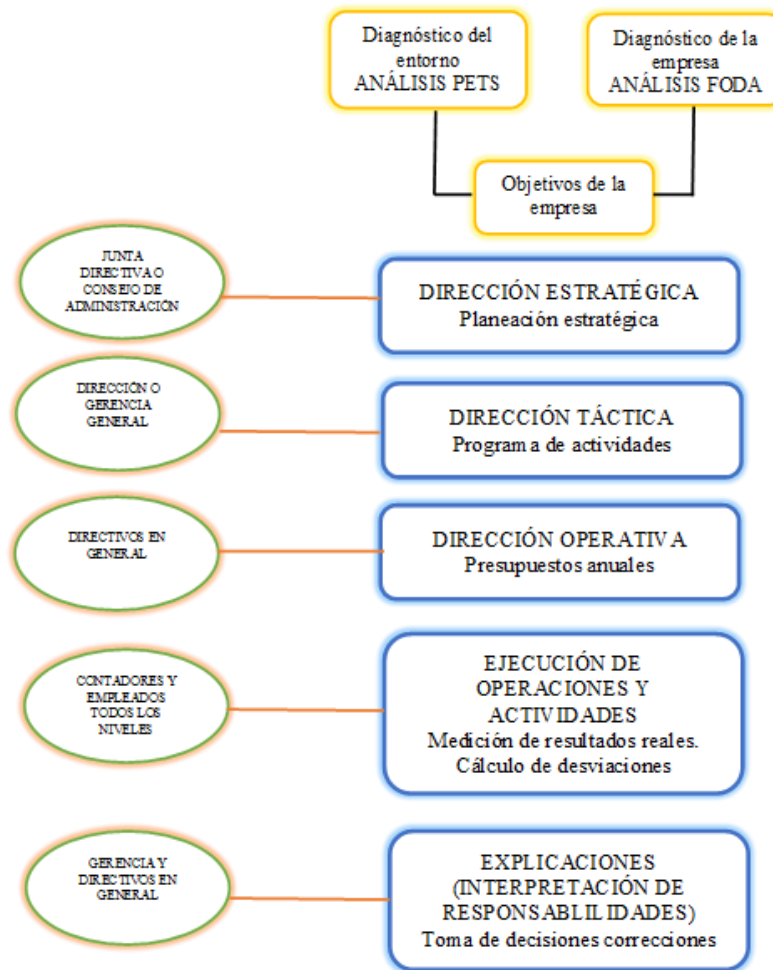 Diagnóstico del
entorno
ANÁLISIS PETS
Diagnóstico de la
empresa
ANÁLISIS FODA
Objetivos de la
empresa
JUNTA
DIRECTIVA O
CONSEJO DE
ADMINISTRACIÓN
DIRECCIÓN ESTRATÉGICA
Planeación estratégica
DIRECCIÓN O
GERENCIA
GENERAL
DIRECCIÓN TÁCTICA
Programa de actividades
DIRECTIVOS EN
GENERAL
DIRECCIÓN OPERATIVA
Presupuestos anuales
CONTADORES Y
EMPLEADOS
TODOS LOS
NIVELES
EJECUCIÓN DE
OPERACIONES Y
ACTIVIDADES
Medición de resultados reales.
Cálculo de desviaciones
GERENCIA Y
DIRECTIVOS EN
GENERAL
EXPLICACIONES
(INTERPRETACIÓN DE
RESPONSABLILIDADES)
Toma de decisiones correcciones